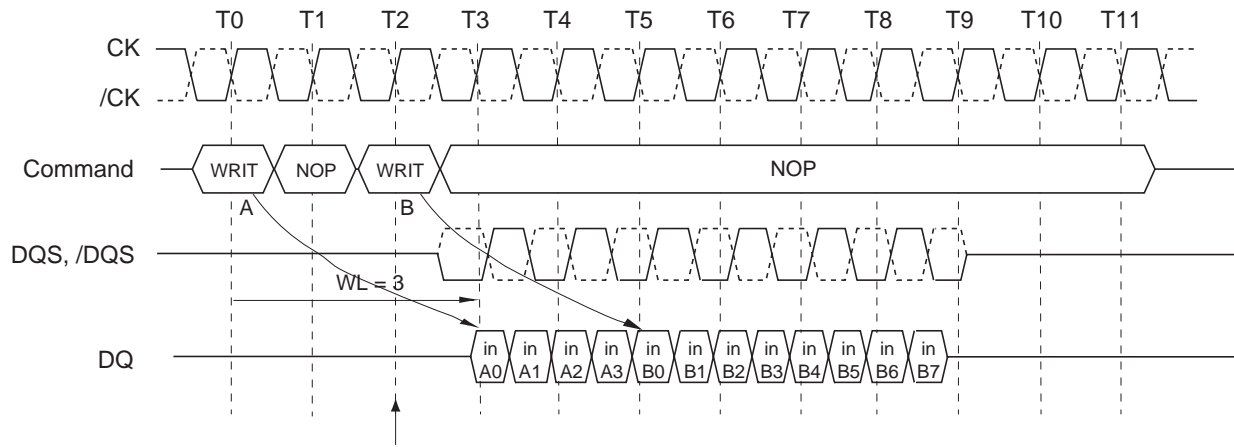 T0 T1 T2 T3 T4 T5 T6 T7 T8 T9 T10 T11
CK
/CK
Command WRIT NOP WRIT NOP
A B
DQS, /DQS
WL = 3
DQ in in in in in in in in in in in in
A0 A1 A2 A3 B0 B1 B2 B3 B4 B5 B6 B7